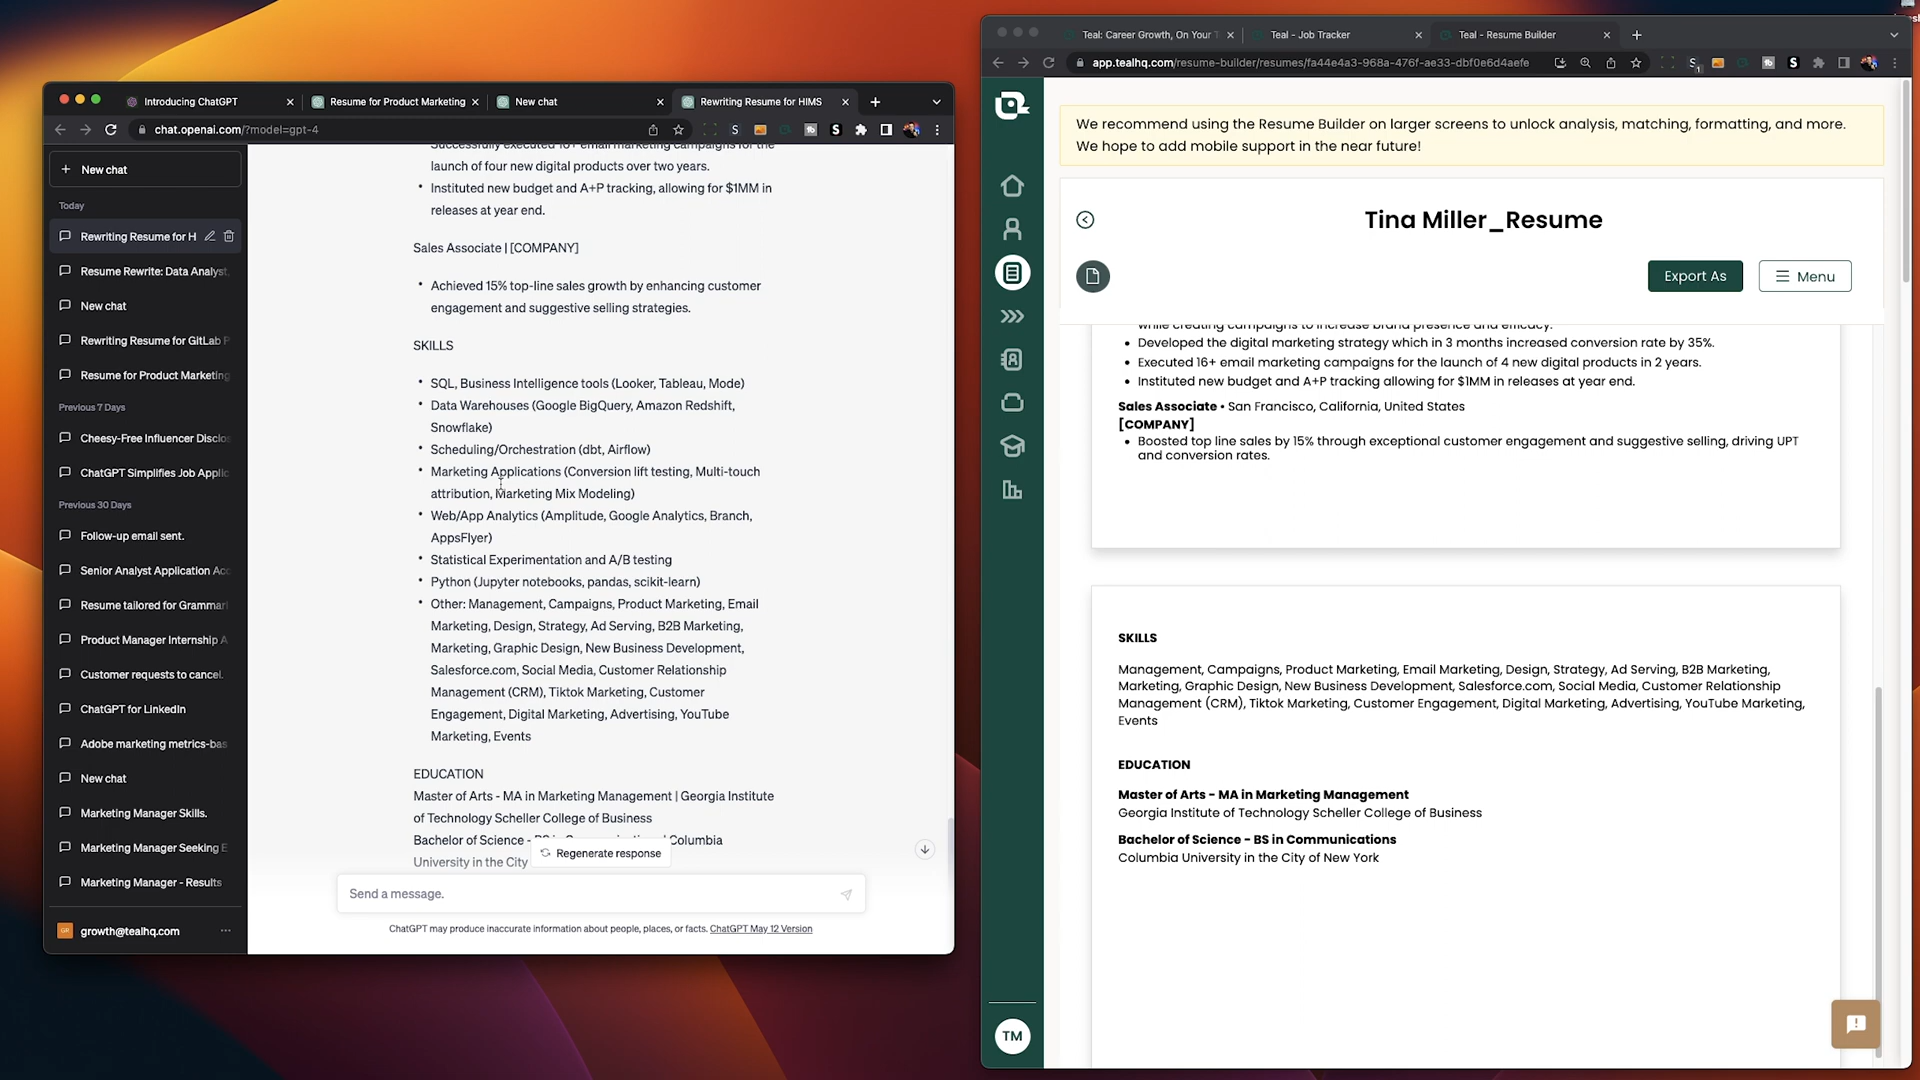 Introducing ChatGPT
Resume for Product Marketing
New chat
Rewriting Resume for HIMS
chat.openai.com/?model=gpt-4
New chat
Today
Rewriting Resume for H
Resume Rewrite: Data Analyst,
New chat
Rewriting Resume for GitLab P
Resume for Product Marketing
Previous 7 Days
Cheesy-Free Influencer Disclo
ChatGPT Simplifies Job Applic
Previous 30 Days
Follow-up email sent.
Senior Analyst Application Acc
Resume tailored for Grammar
Product Manager Internship A
Customer requests to cancel.
ChatGPT for LinkedIn
Adobe marketing metrics-bas
New chat
Marketing Manager Skills.
Marketing Manager Seeking E
Marketing Manager - Results
GR
growth@tealhq.com
Successfully executed 16+ email marketing campaigns for the
launch of four new digital products over two years.
• Instituted new budget and A+P tracking, allowing for $1MM in
releases at year end.
Sales Associate | [COMPANY]
• Achieved 15% top-line sales growth by enhancing customer
engagement and suggestive selling strategies.
SKILLS
• SQL, Business Intelligence tools (Looker, Tableau, Mode)
• Data Warehouses (Google BigQuery, Amazon Redshift,
Snowflake)
• Scheduling/Orchestration (dbt, Airflow)
• Marketing Applications (Conversion lift testing, Multi-touch
attribution, Marketing Mix Modeling)
• Web/App Analytics (Amplitude, Google Analytics, Branch,
AppsFlyer)
• Statistical Experimentation and A/B testing
• Python (Jupyter notebooks, pandas, scikit-learn)
• Other: Management, Campaigns, Product Marketing, Email
Marketing, Design, Strategy, Ad Serving, B2B Marketing,
Marketing, Graphic Design, New Business Development,
Salesforce.com, Social Media, Customer Relationship
Management (CRM), Tiktok Marketing, Customer
Engagement, Digital Marketing, Advertising, YouTube
Marketing, Events
EDUCATION
Master of Arts - MA in Marketing Management | Georgia Institute
of Technology Scheller College of Business
Bachelor of Science - Columbia
University in the City
Regenerate response
Send a message.
ChatGPT may produce inaccurate information about people, places, or facts. ChatGPT May 12 Version
Teal: Career Growth, On Your T
Teal - Job Tracker
Teal - Resume Builder
app.tealhq.com/resume-builder/resumes/fa44e4a3-968a-476f-ae33-dbf0e6d4aefe
We recommend using the Resume Builder on larger screens to unlock analysis, matching, formatting, and more.
We hope to add mobile support in the near future!
Tina Miller_Resume
Export As
Menu
while creating campaigns to increase brand presence and efficacy.
• Developed the digital marketing strategy which in 3 months increased conversion rate by 35%.
• Executed 16+ email marketing campaigns for the launch of 4 new digital products in 2 years.
• Instituted new budget and A+P tracking allowing for $1MM in releases at year end.
Sales Associate • San Francisco, California, United States
[COMPANY]
• Boosted top line sales by 15% through exceptional customer engagement and suggestive selling, driving UPT
and conversion rates.
SKILLS
Management, Campaigns, Product Marketing, Email Marketing, Design, Strategy, Ad Serving, B2B Marketing,
Marketing, Graphic Design, New Business Development, Salesforce.com, Social Media, Customer Relationship
Management (CRM), Tiktok Marketing, Customer Engagement, Digital Marketing, Advertising, YouTube Marketing,
Events
EDUCATION
Master of Arts - MA in Marketing Management
Georgia Institute of Technology Scheller College of Business
Bachelor of Science - BS in Communications
Columbia University in the City of New York
TM